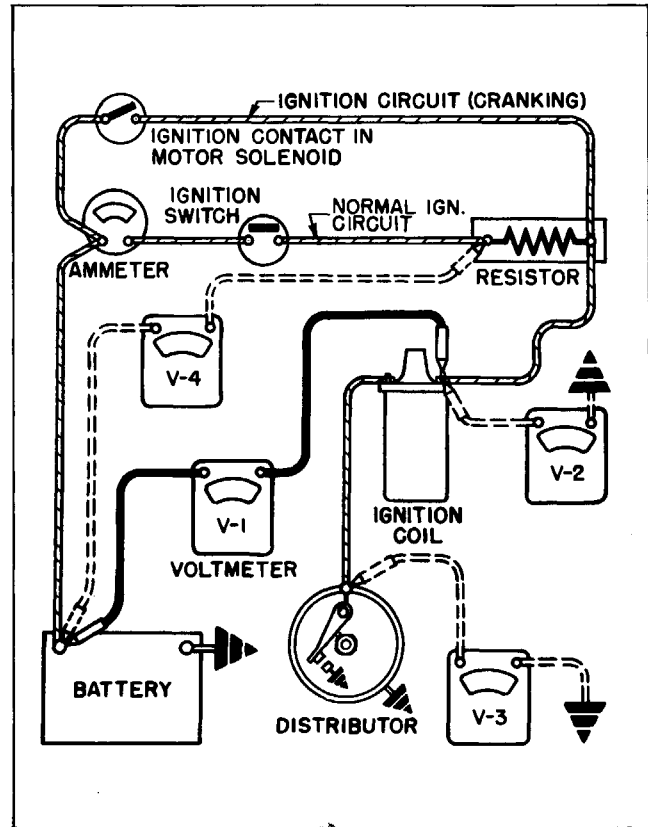 IGNITION CIRCUIT (CRANKING)
IGNITION CONTACT IN
MOTOR SOLENOID
IGNITION
SWITCH
NORMAL IGN.
CIRCUIT
AMMETER
RESISTOR
V-4
V-2
V-1
IGNITION
COIL
VOLTMETER
BATTERY
DISTRIBUTOR
V-3